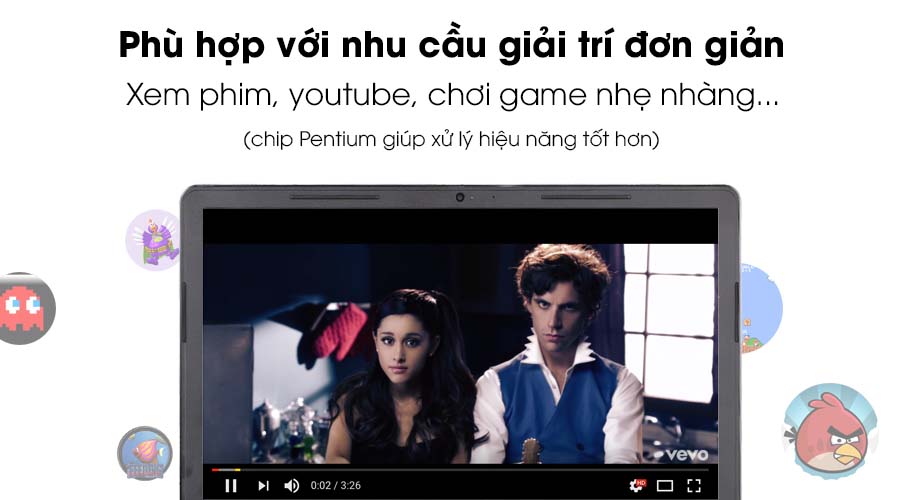 Phù hợp với nhu cầu giải trí đơn giản
Xem phim, youtube, chơi game nhẹ nhàng...
(chip Pentium giúp xử lý hiệu năng tốt hơn)
vevo
0:02 / 3:26
HD